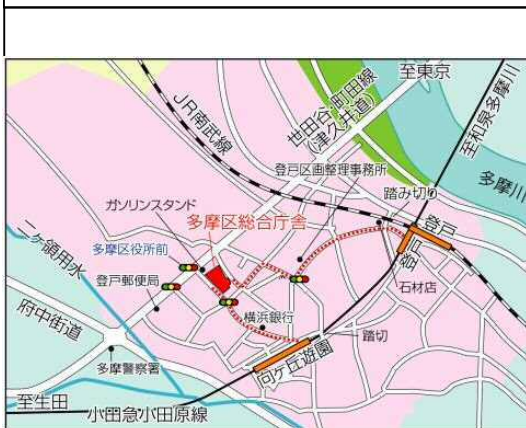 至東京
世田谷・町田線
(津久井道)
JR南武線
至和泉多摩川
登戸区画整理事務所
踏み切り
多摩川
ガソリンスタンド
多摩区総合庁舎
登戸
登戸
多摩区役所前
二ヶ領用水
登戸郵便局
石材店
横浜銀行
府中街道
踏切
向ケ丘遊園
多摩警察署
至生田
小田急小田原線